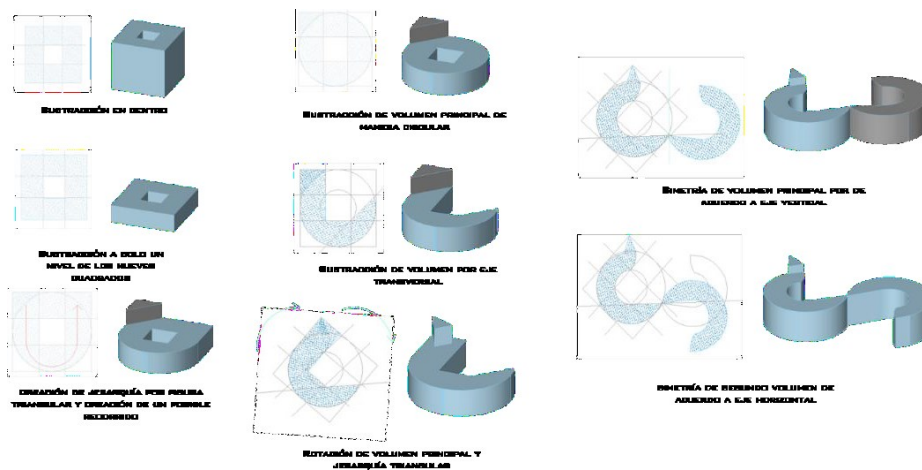 SUSTRACCIÓN EN CENTRO
SUSTRACCIÓN A SOLO UN
NIVEL DE LOS NUEVES
CUADRADOS
CREACIÓN DE JERARQUÍA POR FIGURA
TRIANGULAR Y CREACIÓN DE UN POSIBLE
RECORRIDO
SUSTRACCIÓN DE VOLUMEN PRINCIPAL DE
MANERA CIRCULAR
SUSTRACCIÓN DE VOLUMEN POR EJE
TRANSVERSAL
ROTACIÓN DE VOLUMEN PRINCIPAL Y
JERARQUÍA TRIANGULAR
SIMETRÍA DE VOLUMEN PRINCIPAL POR DE
ACUERDO A EJE VERTICAL
SIMETRÍA DE SEGUNDO VOLUMEN DE
ACUERDO A EJE HORIZONTAL